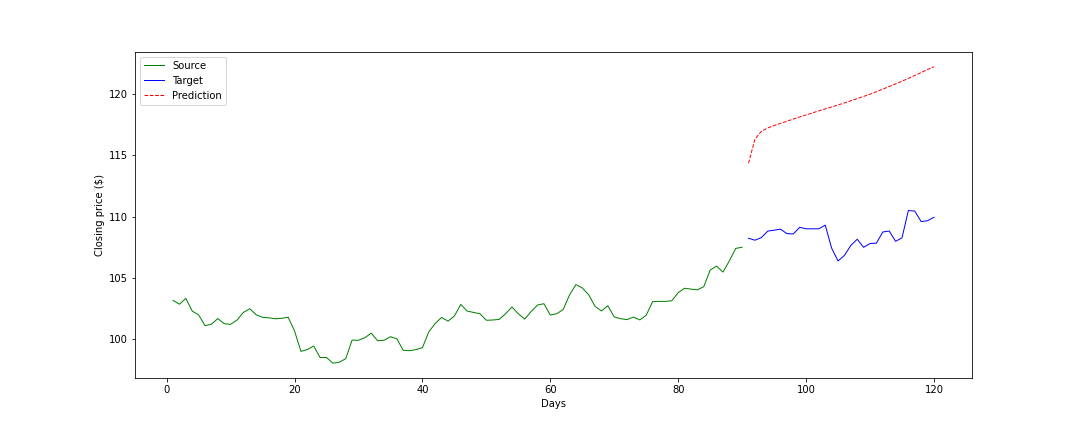 Source
Target
Prediction
120
115
110
105
100
Closing price ($)
0 20 40 60 80 100 120
Days